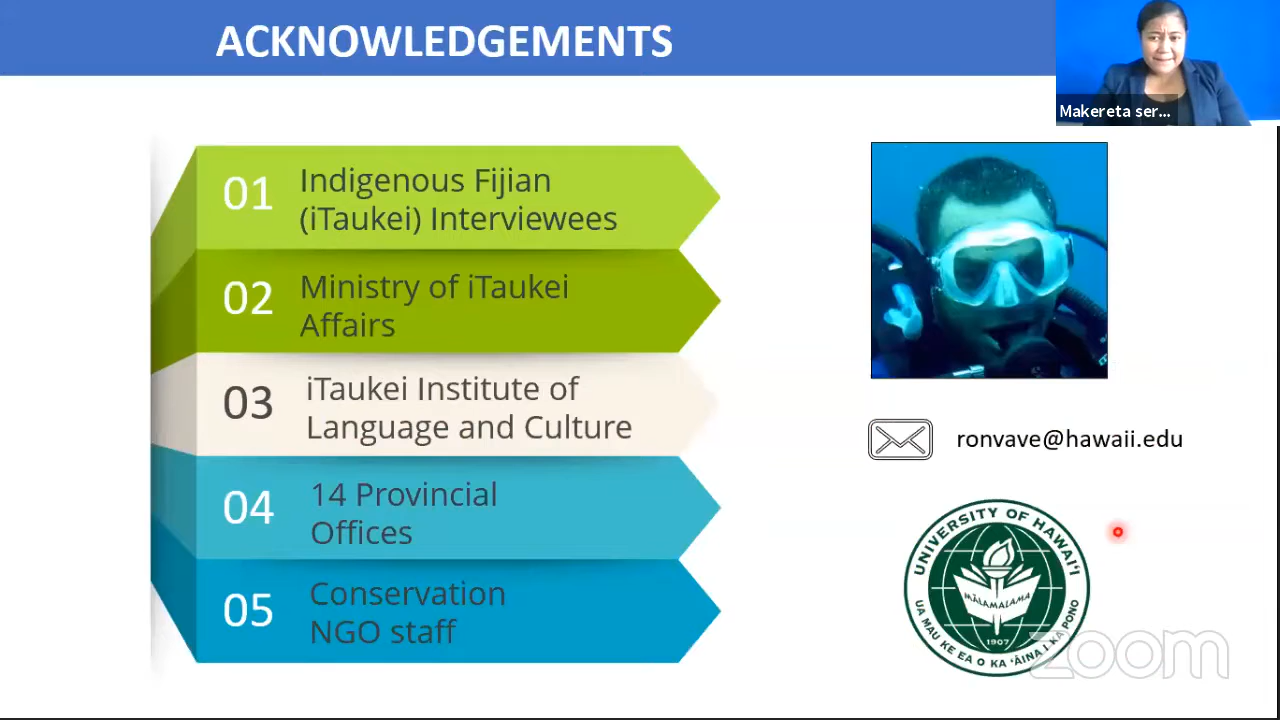 ACKNOWLEDGEMENTS
Makereta ser...
01
Indigenous Fijian
(iTaukei) Interviewees
02
Ministry of iTaukei
Affairs
03
iTaukei Institute of
Language and Culture
04
14 Provincial
Offices
05
Conservation
NGO staff
ronvave@hawaii.edu
UNIVERSITY OF HAWAIʻI
MĀLAMALAMA
1907
UA MAU KE EA O KA ʻĀINA I KA PONO
zoom